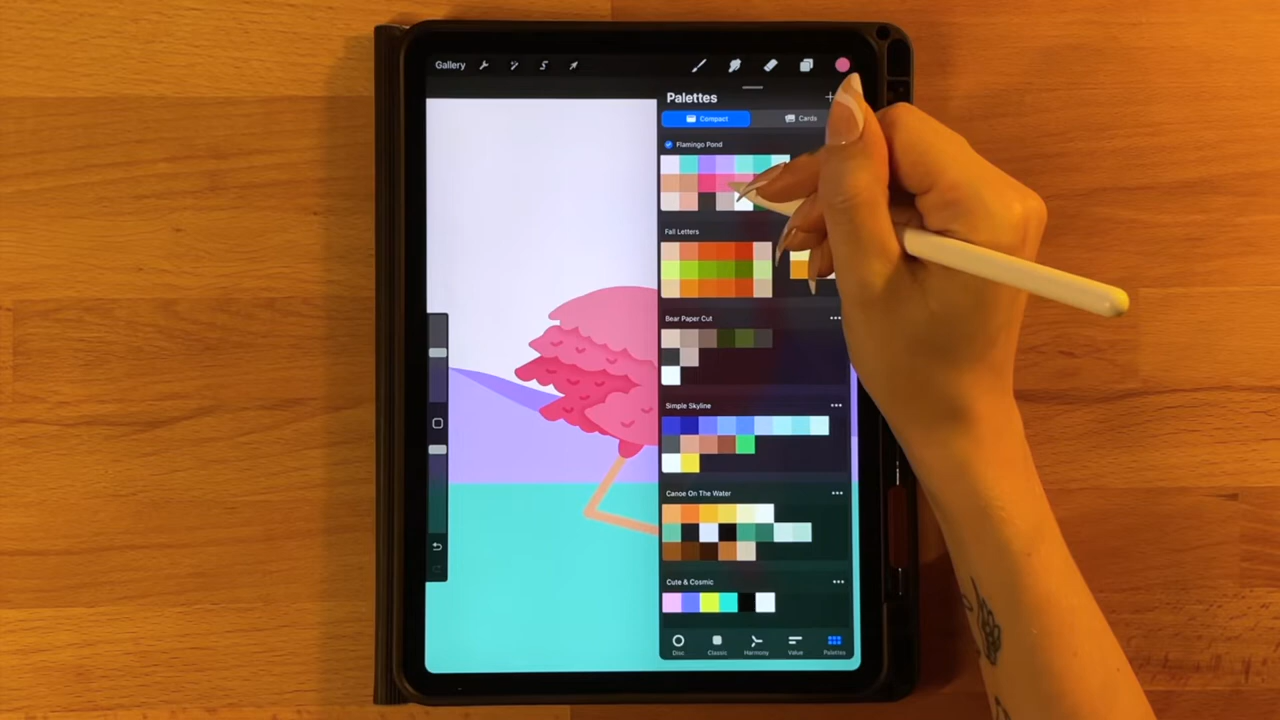 Gallery
Palettes
Compact
Cards
Flamingo Pond
Fall Letters
Bear Paper Cut
Simple Skyline
Canoe On The Water
Cute & Cosmic
Disc
Classic
Harmony
Value
Palettes